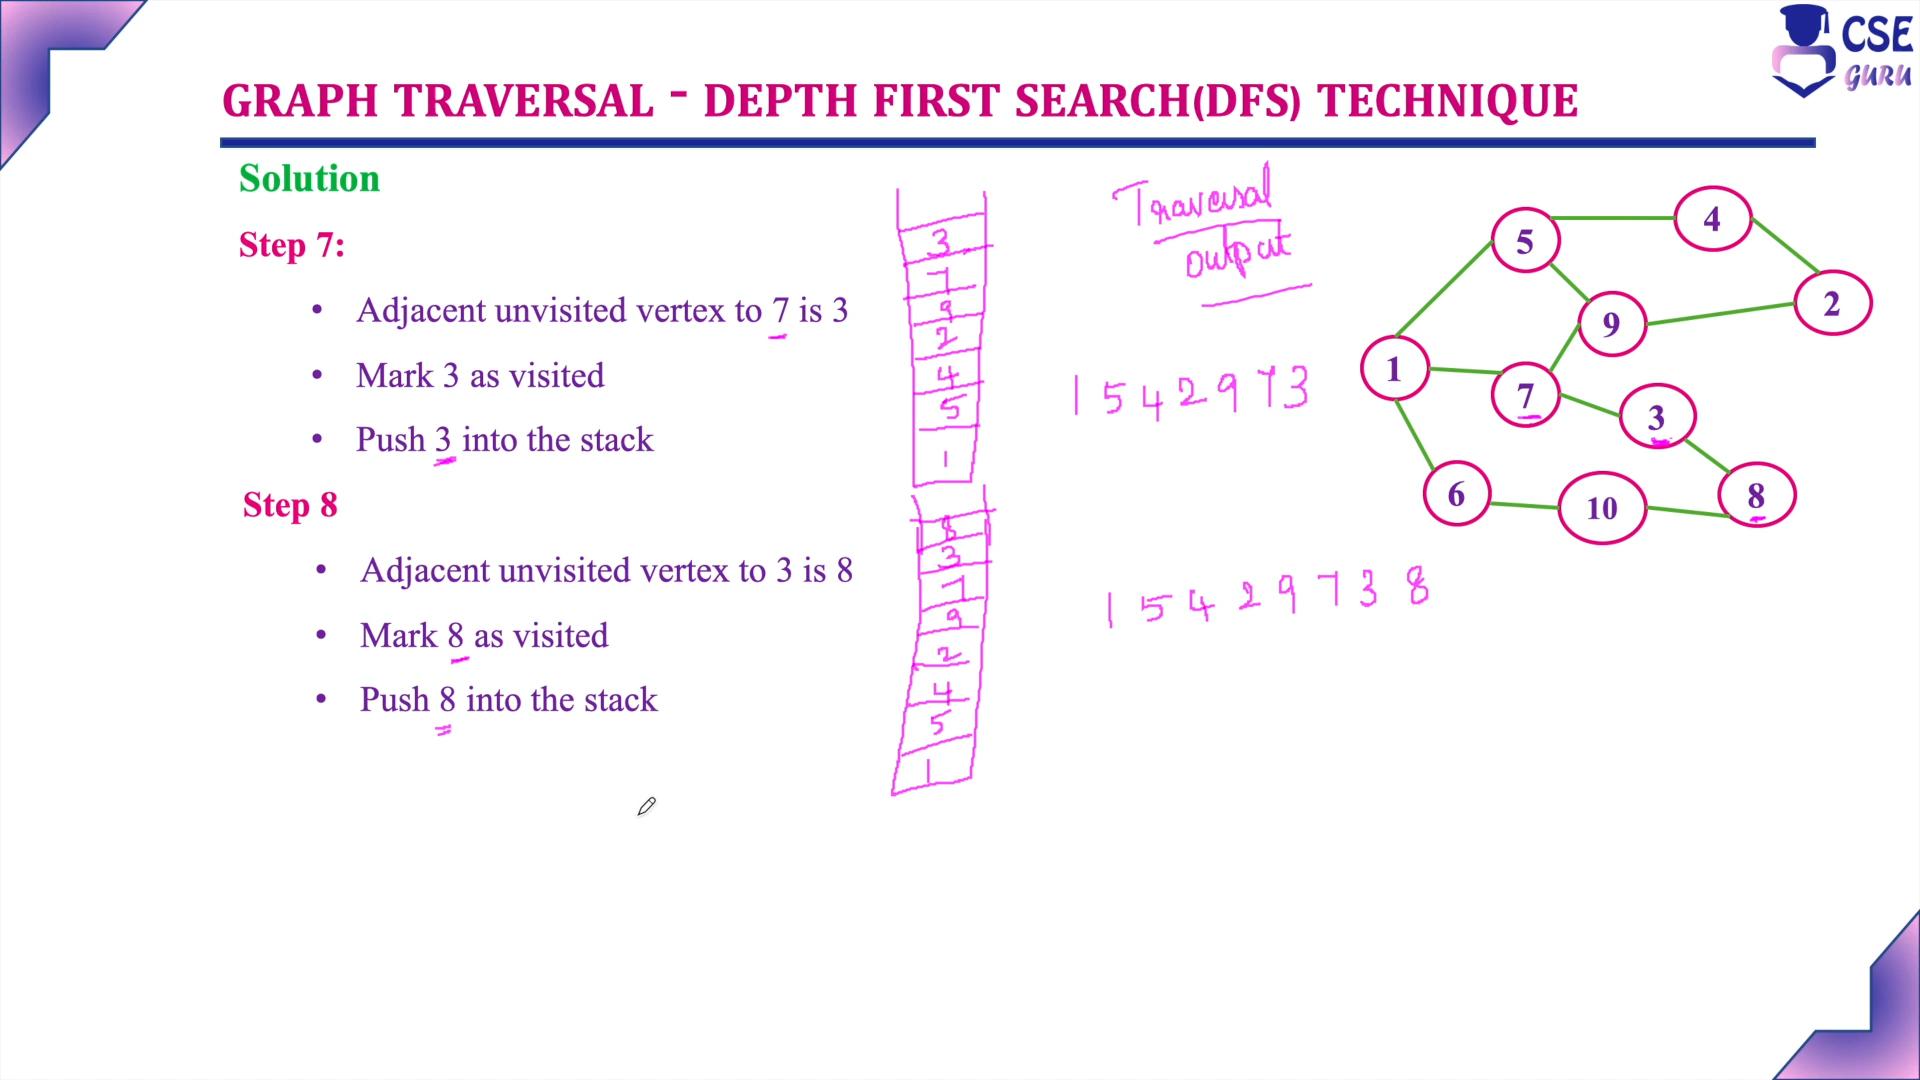 CSE
GURU
GRAPH TRAVERSAL - DEPTH FIRST SEARCH(DFS) TECHNIQUE
Solution
Step 7:
• Adjacent unvisited vertex to 7 is 3
• Mark 3 as visited
• Push 3 into the stack
Step 8
• Adjacent unvisited vertex to 3 is 8
• Mark 8 as visited
• Push 8 into the stack
3
7
9
2
4
5
1
8
3
7
9
2
4
5
1
Traversal
output
1 5 4 2 9 7 3
1 5 4 2 9 7 3 8
4
5
2
9
1
7
3
6
10
8